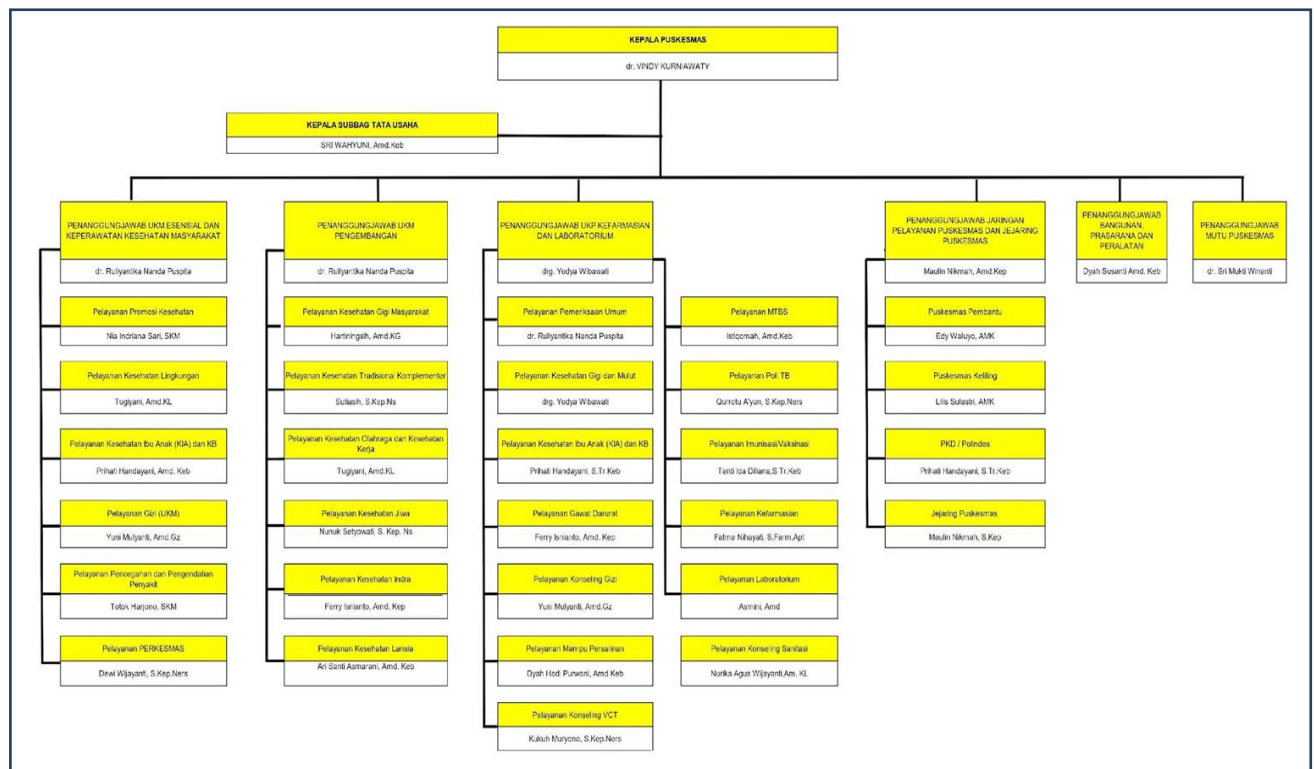 KEPALA PUSKESMAS
dr. VINDY KURNIAWATY
KEPALA SUBBAG TATA USAHA
SRI WAHYUNI, Amd.Keb
PENANGGUNGJAWAB UKM ESENSIAL DAN
KEPERAWATAN KESEHATAN MASYARAKAT
dr. Ruliyantika Nanda Puspita
Pelayanan Promosi Kesehatan
Nia Indriana Sari, SKM
Pelayanan Kesehatan Lingkungan
Tugiyani, Amd.KL
Pelayanan Kesehatan Ibu Anak (KIA) dan KB
Prihati Handayani, Amd. Keb
Pelayanan Gizi (UKM)
Yuni Mulyanti, Amd.Gz
Pelayanan Pencegahan dan Pengendalian
Penyakit
Totok Harjono, SKM
Pelayanan PERKESMAS
Dewi Wijayanti, S.Kep.Ners
PENANGGUNGJAWAB UKM
PENGEMBANGAN
dr. Ruliyantika Nanda Puspita
Pelayanan Kesehatan Gigi Masyarakat
Hartiningsih, Amd.KG
Pelayanan Kesehatan Tradisional Komplementer
Sutiasih, S.Kep.Ns
Pelayanan Kesehatan Olahraga dan Kesehatan
Kerja
Tugiyani, Amd.KL
Pelayanan Kesehatan Jiwa
Nunuk Setyowati, S. Kep. Ns
Pelayanan Kesehatan Indra
Ferry Isnianto, Amd. Kep
Pelayanan Kesehatan Lansia
Ari Santi Asmarani, Amd. Keb
PENANGGUNGJAWAB UKP KEFARMASIAN
DAN LABORATORIUM
drg. Yodya Wibawati
Pelayanan Pemeriksaan Umum
dr. Ruliyantika Nanda Puspita
Pelayanan Kesehatan Gigi dan Mulut
drg. Yodya Wibawati
Pelayanan Kesehatan Ibu Anak (KIA) dan KB
Prihati Handayani, S.Tr.Keb
Pelayanan Gawat Darurat
Ferry Isnianto, Amd. Kep
Pelayanan Konseling Gizi
Yuni Mulyanti, Amd.Gz
Pelayanan Mampu Persalinan
Dyah Hadi Purwani, Amd Keb
Pelayanan Konseling VCT
Kukuh Muryono, S.Kep.Ners
Pelayanan MTBS
Istiqomah, Amd.Keb
Pelayanan Poli TB
Qurrotu A'yun, S.Kep.Ners
Pelayanan Imunisasi/Vaksinasi
Tanti Ida Diliana,S.Tr.Keb
Pelayanan Kefarmasian
Fatma Nihayati, S.Farm,Apt
Pelayanan Laboratorium
Asmini, Amd
Pelayanan Konseling Sanitasi
Nurika Agus Wijayanti,Am. KL
PENANGGUNGJAWAB JARINGAN
PELAYANAN PUSKESMAS DAN JEJARING
PUSKESMAS
Maulin Nikmah, Amd.Kep
Puskesmas Pembantu
Edy Waluyo, AMK
Puskesmas Keliling
Lilis Sulastri, AMK
PKD / Polindes
Prihati Handayani, S.Tr.Keb
Jejaring Puskesmas
Maulin Nikmah, S.Kep
PENANGGUNGJAWAB
BANGUNAN,
PRASARANA DAN
PERALATAN
Dyah Susanti Amd. Keb
PENANGGUNGJAWAB
MUTU PUSKESMAS
dr. Sri Mukti Winanti